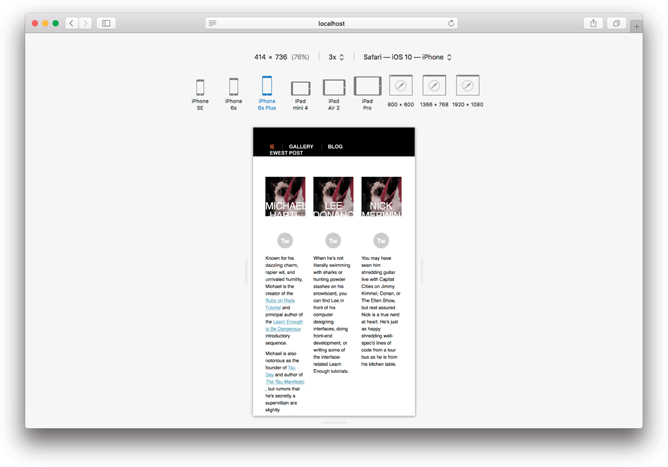 localhost
414 × 736 (76%)
3x
Safari — iOS 10 — iPhone
iPhone SE
iPhone 6s
iPhone 6s Plus
iPad mini 4
iPad Air 2
iPad Pro
800 × 600
1366 × 768
1920 × 1080
GALLERY
BLOG
EWEST POST
MICHAEL
HARTL
LEE
DONAHO
NICK
MERWIN
Tw
Tw
Tw
Known for his
dazzling charm,
rapier wit, and
unrivaled humility,
Michael is the
creator of the
Ruby on Rails
Tutorial and
principal author of
the Learn Enough
to Be Dangerous
introductory
sequence.
Michael is also
notorious as the
founder of Tau
Day and author of
The Tau Manifesto
, but rumors that
he's secretly a
supervillain are
slightly
When he's not
literally swimming
with sharks or
hunting powder
stashes on his
snowboard, you
can find Lee in
front of his
computer
designing
interfaces, doing
front-end
development, or
writing some of
the interface-
related Learn
Enough tutorials.
You may have
seen him
shredding guitar
live with Capital
Cities on Jimmy
Kimmel, Conan, or
The Ellen Show,
but rest assured
Nick is a true nerd
at heart. He's just
as happy
shredding well-
spec'd lines of
code from a tour
bus as he is from
his kitchen table.